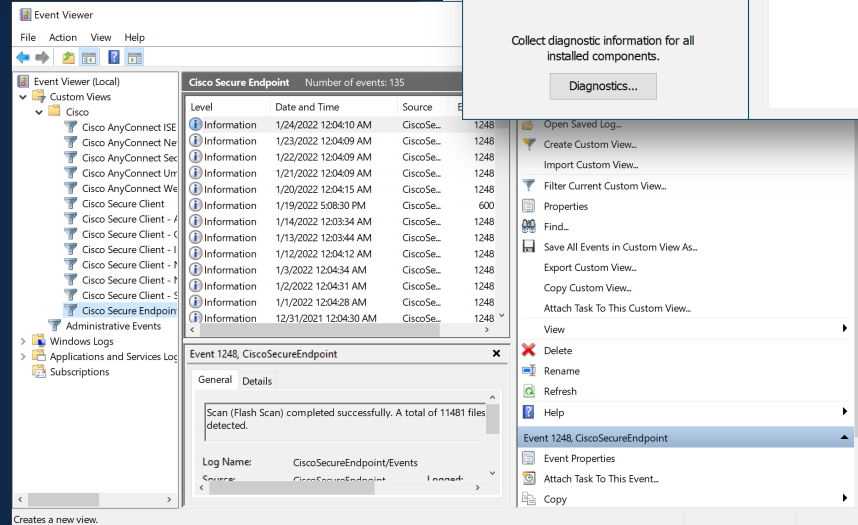 Event Viewer
File Action View Help
Collect diagnostic information for all
installed components.
Diagnostics...
Event Viewer (Local)
Custom Views
Cisco
Cisco AnyConnect ISE
Cisco AnyConnect Ne
Cisco AnyConnect Sec
Cisco AnyConnect Um
Cisco AnyConnect We
Cisco Secure Client
Cisco Secure Client - A
Cisco Secure Client - C
Cisco Secure Client - I
Cisco Secure Client - N
Cisco Secure Client - N
Cisco Secure Client - S
Cisco Secure Endpoin
Administrative Events
Windows Logs
Applications and Services Log
Subscriptions
Cisco Secure Endpoint Number of events: 135
Level Date and Time Source E
Information 1/24/2022 12:04:10 AM CiscoSe... 1248
Information 1/23/2022 12:04:09 AM CiscoSe... 1248
Information 1/22/2022 12:04:09 AM CiscoSe... 1248
Information 1/21/2022 12:04:09 AM CiscoSe... 1248
Information 1/20/2022 12:04:15 AM CiscoSe... 1248
Information 1/19/2022 5:08:30 PM CiscoSe... 600
Information 1/14/2022 12:03:34 AM CiscoSe... 1248
Information 1/13/2022 12:03:44 AM CiscoSe... 1248
Information 1/12/2022 12:04:12 AM CiscoSe... 1248
Information 1/3/2022 12:04:34 AM CiscoSe... 1248
Information 1/2/2022 12:04:31 AM CiscoSe... 1248
Information 1/1/2022 12:04:28 AM CiscoSe... 1248
Information 12/31/2021 12:04:30 AM CiscoSe... 1248
Event 1248, CiscoSecureEndpoint
General Details
Scan (Flash Scan) completed successfully. A total of 11481 files
detected.
Log Name: CiscoSecureEndpoint/Events
Source: CiscoSecureEndpoint Logged:
Open Saved Log...
Create Custom View...
Import Custom View...
Filter Current Custom View...
Properties
Find...
Save All Events in Custom View As...
Export Custom View...
Copy Custom View...
Attach Task To This Custom View...
View
Delete
Rename
Refresh
Help
Event 1248, CiscoSecureEndpoint
Event Properties
Attach Task To This Event...
Copy
Creates a new view.